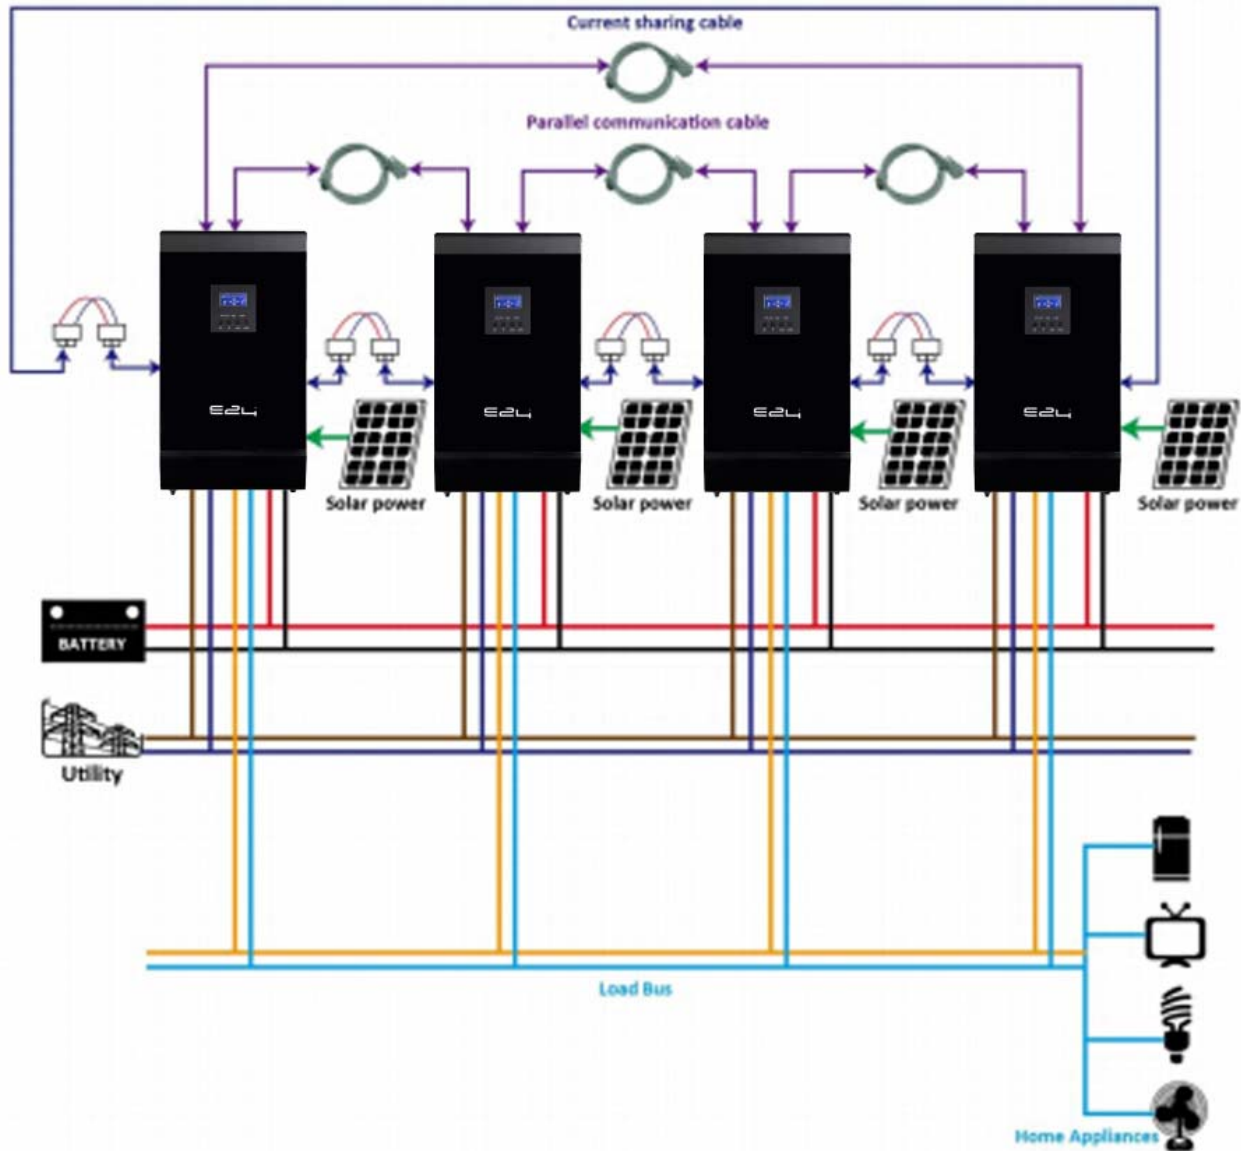 Current sharing cable
Parallel communication cable
E24
E24
E24
E24
Solar power
Solar power
Solar power
Solar power
BATTERY
Utility
Load Bus
Home Appliances